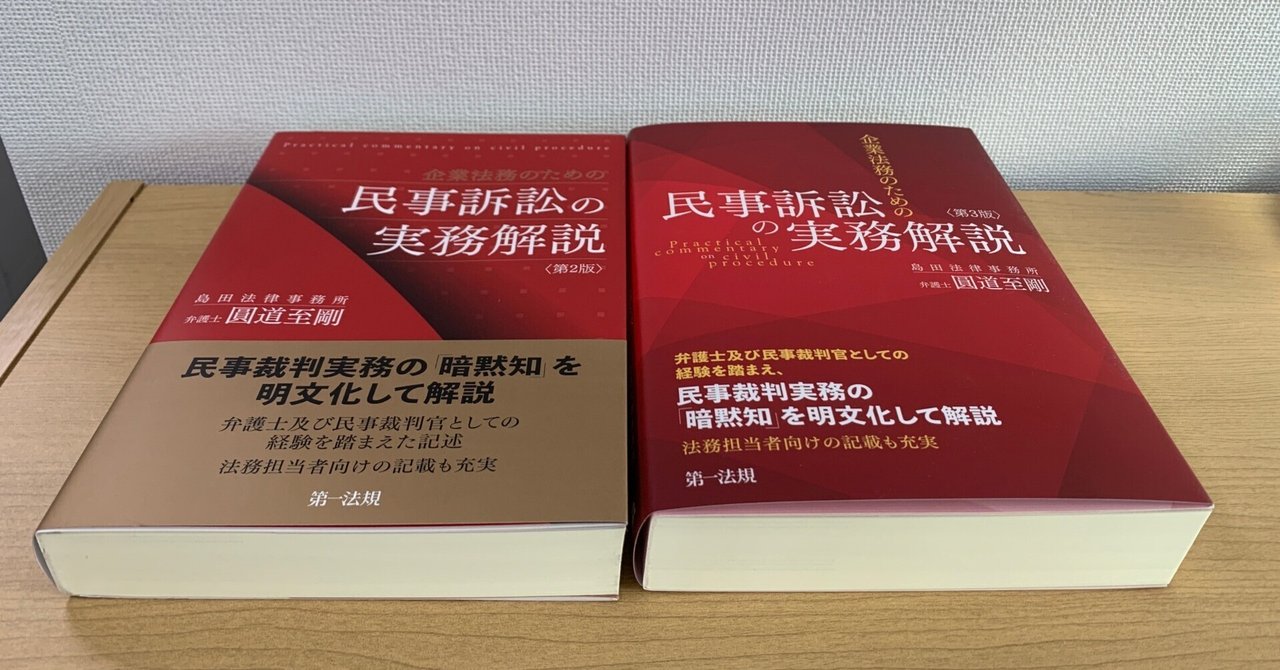 Practical commentary on civil procedure
企業法務のための
民事訴訟の
実務解説
〈第2版〉
島田法律事務所
弁護士 圓道至剛
民事裁判実務の「暗黙知」を
明文化して解説
弁護士及び民事裁判官としての
経験を踏まえた記述
法務担当者向けの記載も充実
第一法規
企業法務のための
民事訴訟
の実務解説
〈第3版〉
Practical
commentary
on civil
procedure
島田法律事務所
弁護士 圓道至剛
弁護士及び民事裁判官としての
経験を踏まえ、
民事裁判実務の
「暗黙知」を明文化して解説
法務担当者向けの記載も充実
第一法規